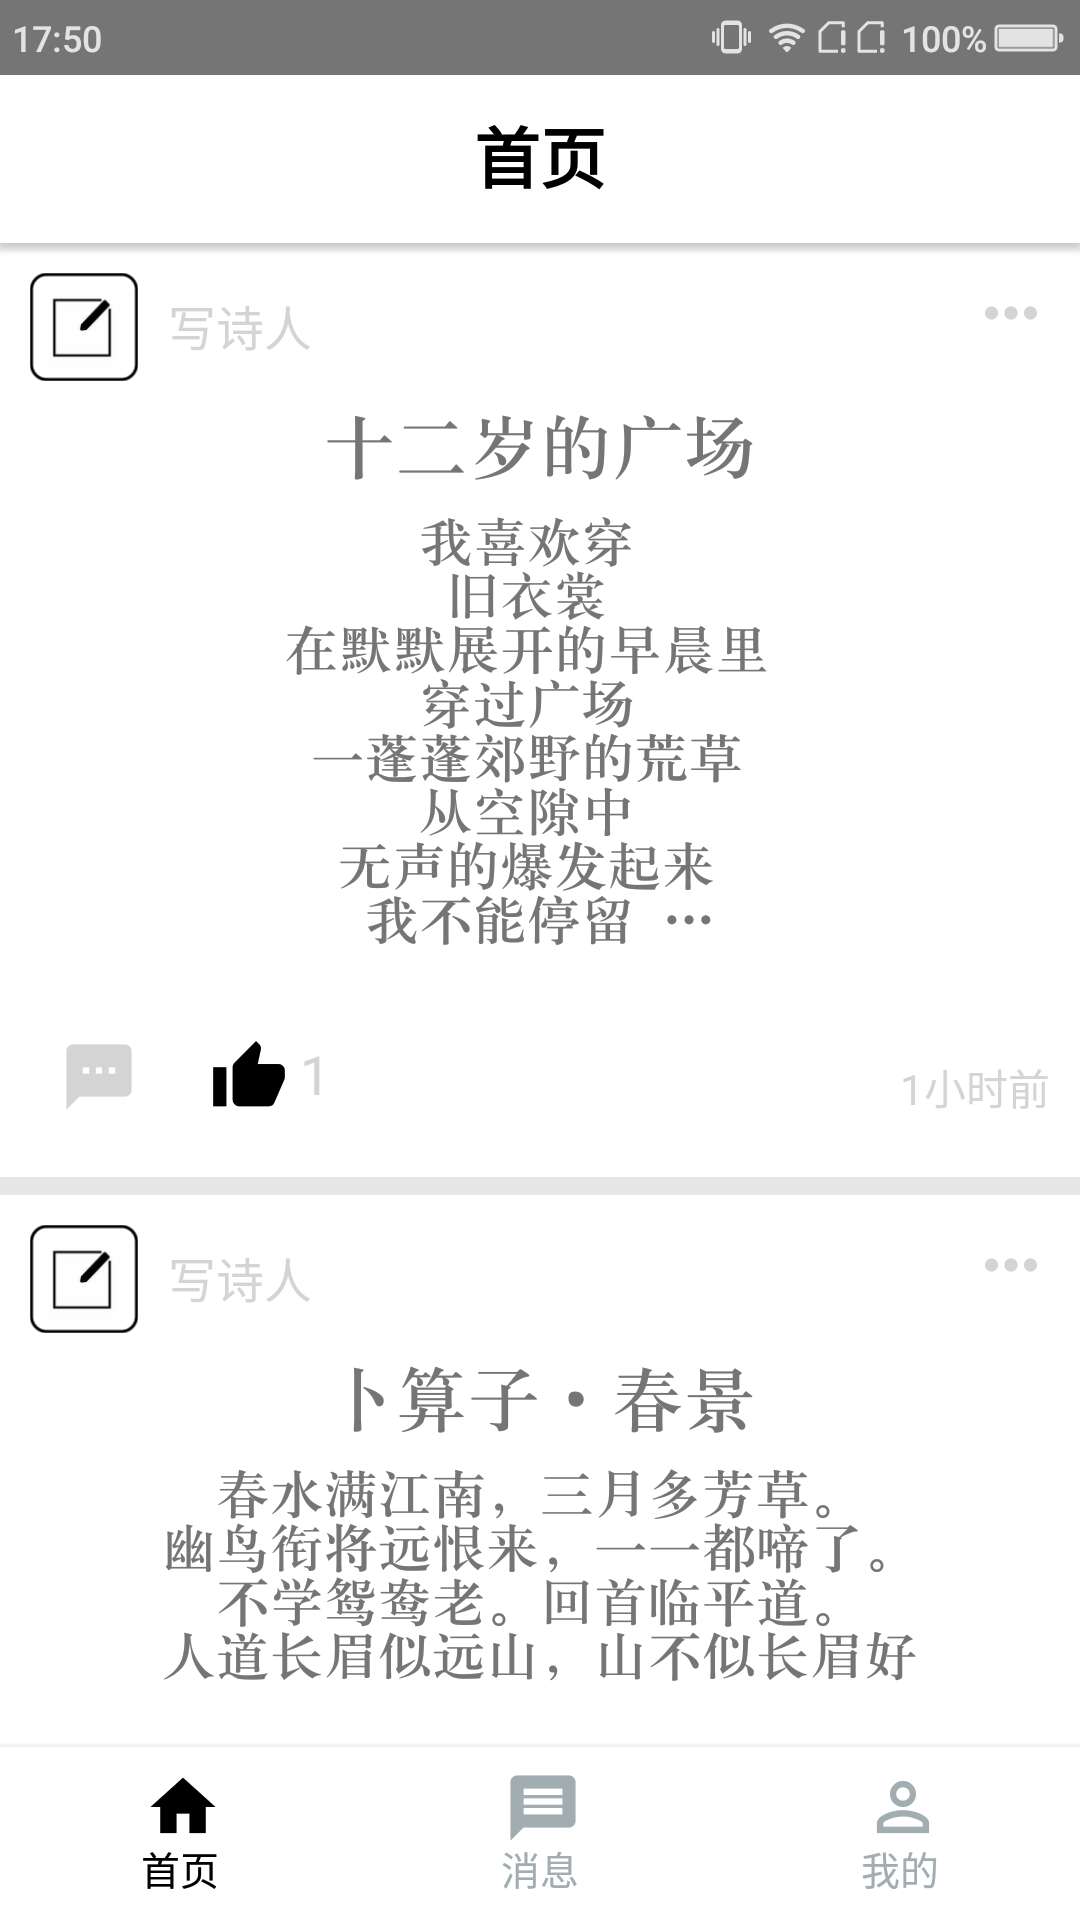 17:50
100%
首页
写诗人
十二岁的广场
我喜欢穿
旧衣裳
在默默展开的早晨里
穿过广场
一蓬蓬郊野的荒草
从空隙中
无声的爆发起来
我不能停留 …
1
1小时前
写诗人
卜算子·春景
春水满江南，三月多芳草。
幽鸟衔将远恨来，一一都啼了。
不学鸳鸯老。回首临平道。
人道长眉似远山，山不似长眉好
首页
消息
我的